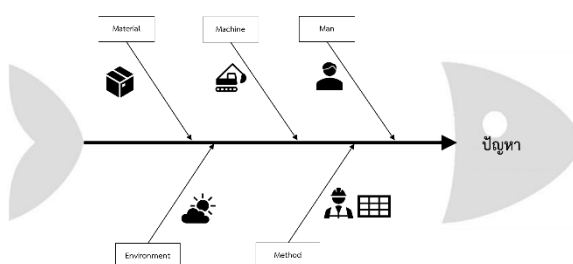 Material
Machine
Man
ปัญหา
Environment
Method